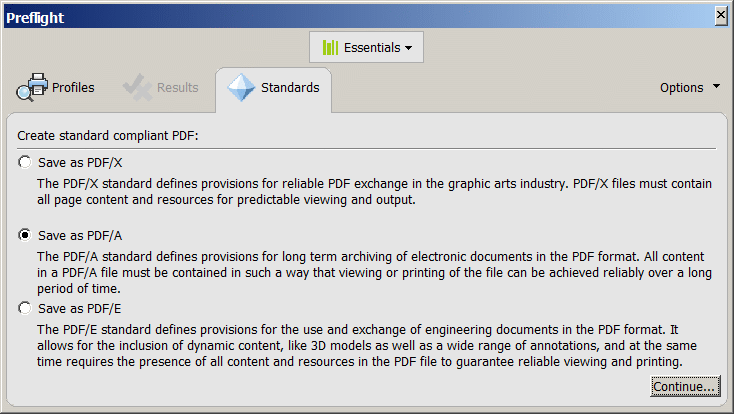 Preflight
Essentials
Profiles
Results
Standards
Options
Create standard compliant PDF:
Save as PDF/X
The PDF/X standard defines provisions for reliable PDF exchange in the graphic arts industry. PDF/X files must contain
all page content and resources for predictable viewing and output.
Save as PDF/A
The PDF/A standard defines provisions for long term archiving of electronic documents in the PDF format. All content
in a PDF/A file must be contained in such a way that viewing or printing of the file can be achieved reliably over a long
period of time.
Save as PDF/E
The PDF/E standard defines provisions for the use and exchange of engineering documents in the PDF format. It
allows for the inclusion of dynamic content, like 3D models as well as a wide range of annotations, and at the same
time requires the presence of all content and resources in the PDF file to guarantee reliable viewing and printing.
Continue...